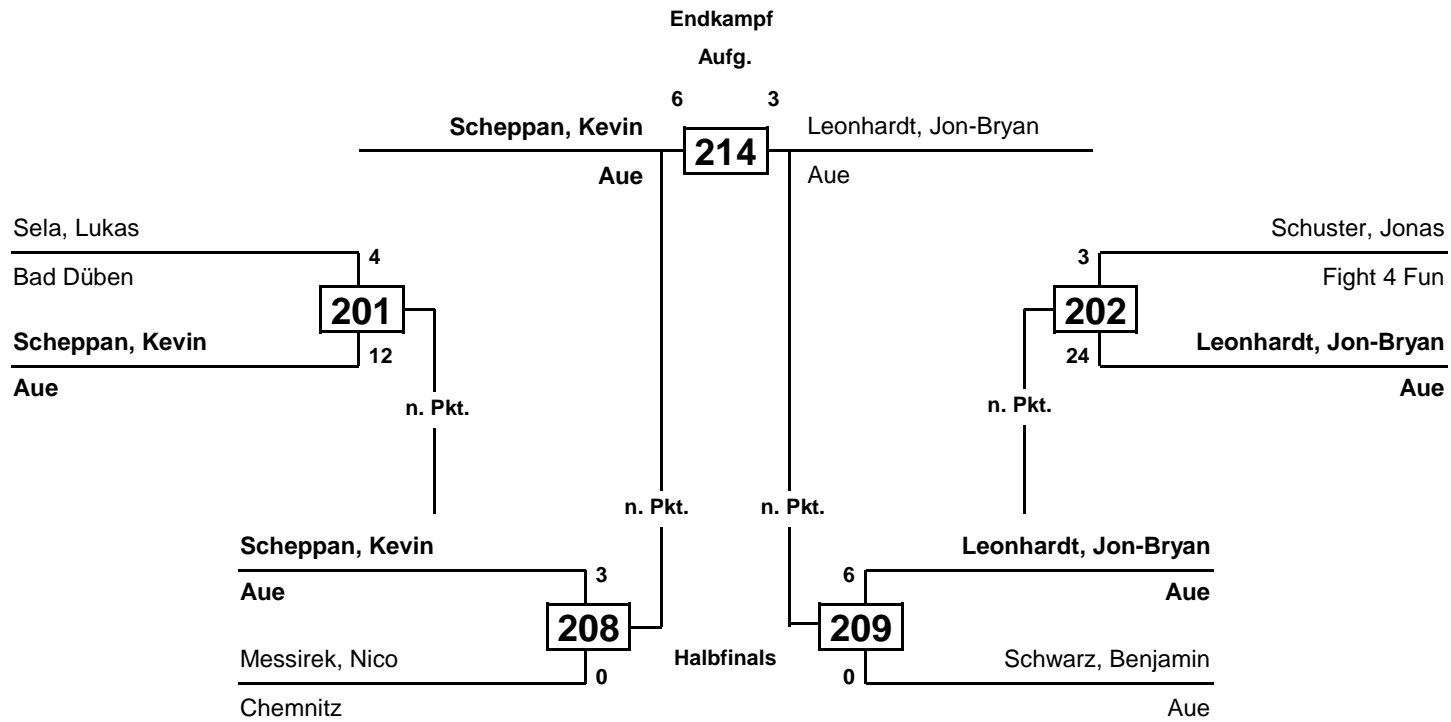 Endkampf
Aufg.
6 3
Scheppan, Kevin 214 Leonhardt, Jon-Bryan
Aue Aue
Sela, Lukas Schuster, Jonas
4 3
Bad Düben Fight 4 Fun
201 202
Scheppan, Kevin Leonhardt, Jon-Bryan
12 24
Aue Aue
n. Pkt. n. Pkt.
n. Pkt. n. Pkt.
Scheppan, Kevin Leonhardt, Jon-Bryan
3 6
Aue Aue
208 209
Messirek, Nico Halbfinals Schwarz, Benjamin
0 0
Chemnitz Aue